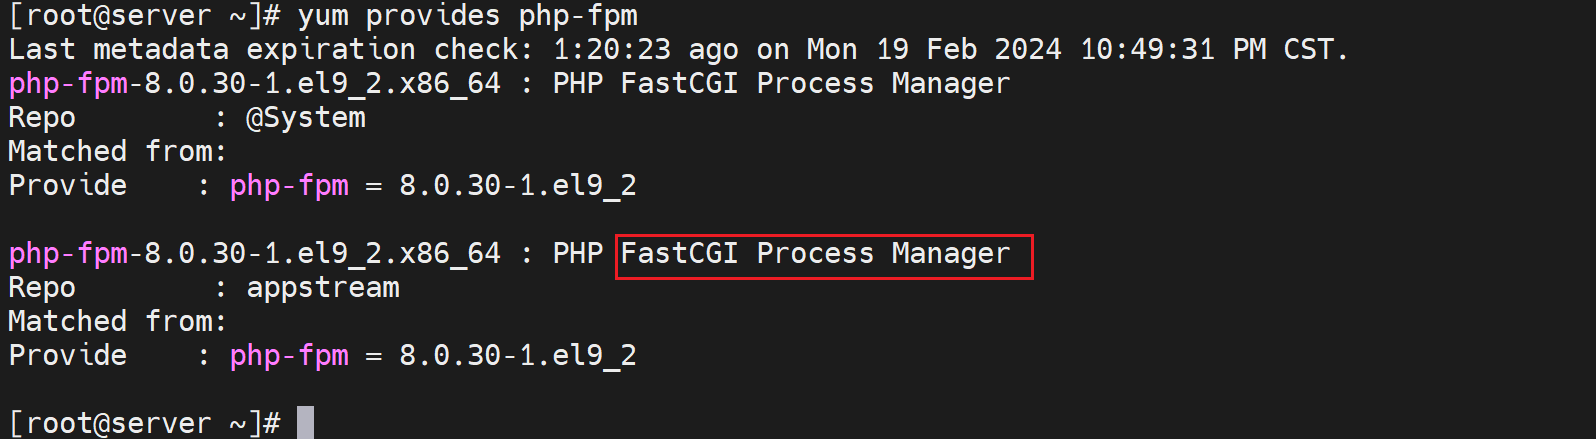 [root@server ~]# yum provides php-fpm
Last metadata expiration check: 1:20:23 ago on Mon 19 Feb 2024 10:49:31 PM CST.
php-fpm-8.0.30-1.el9_2.x86_64 : PHP FastCGI Process Manager
Repo        : @System
Matched from:
Provide    : php-fpm = 8.0.30-1.el9_2
php-fpm-8.0.30-1.el9_2.x86_64 : PHP FastCGI Process Manager
Repo        : appstream
Matched from:
Provide    : php-fpm = 8.0.30-1.el9_2
[root@server ~]#